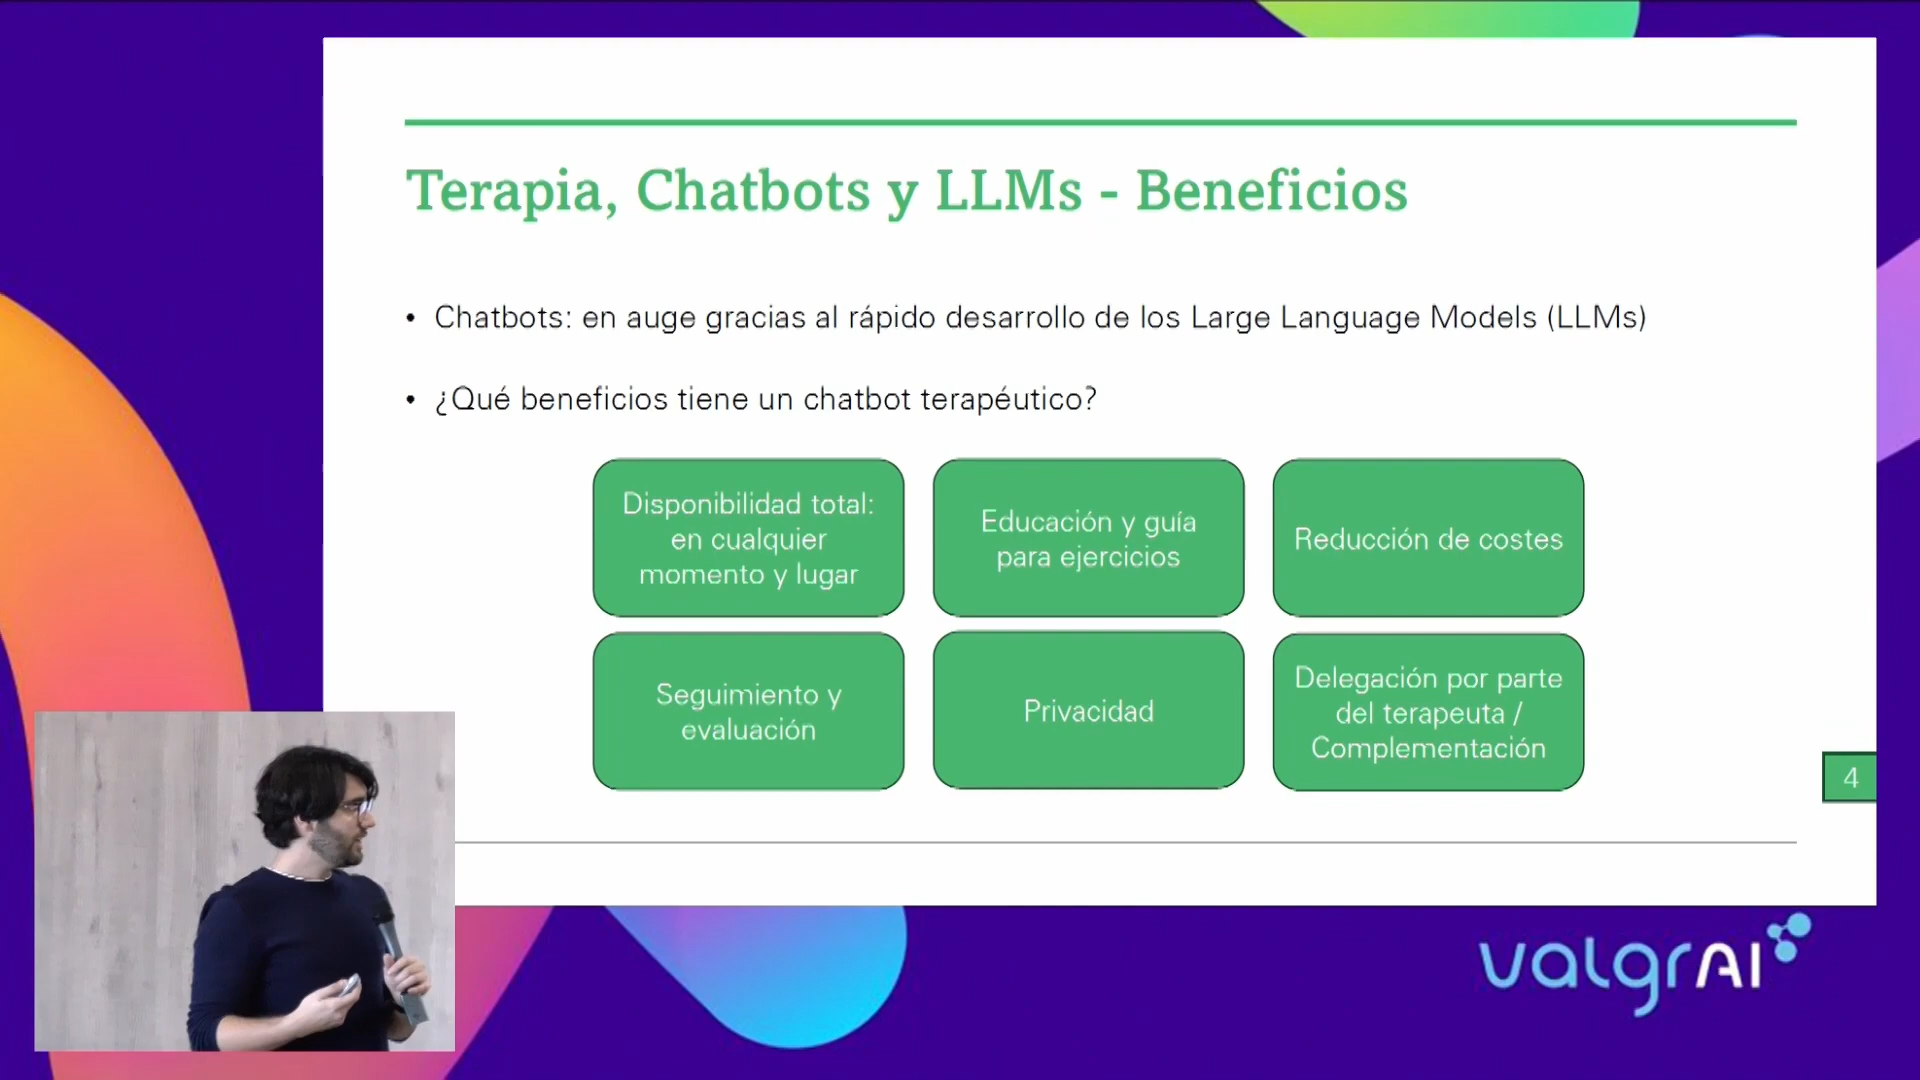 Terapia, Chatbots y LLMs - Beneficios
• Chatbots: en auge gracias al rápido desarrollo de los Large Language Models (LLMs)
• ¿Qué beneficios tiene un chatbot terapéutico?
Disponibilidad total:
en cualquier
momento y lugar
Educación y guía
para ejercicios
Reducción de costes
Seguimiento y
evaluación
Privacidad
Delegación por parte
del terapeuta /
Complementación
4
valgrAI